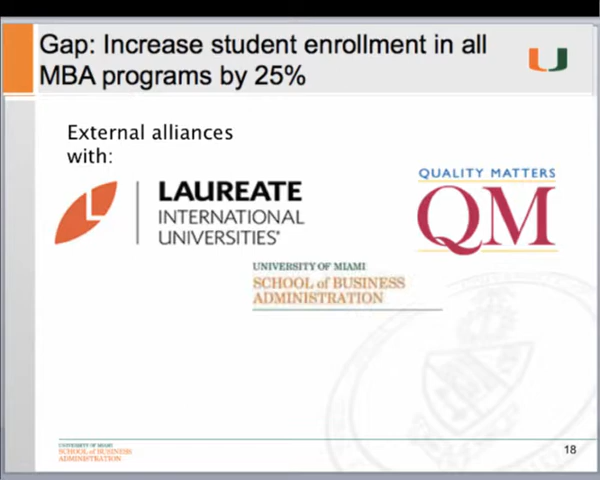 Gap: Increase student enrollment in all
MBA programs by 25%
External alliances
with:
L
LAUREATE
INTERNATIONAL
UNIVERSITIES
QUALITY MATTERS
QM
UNIVERSITY OF MIAMI
SCHOOL of BUSINESS
ADMINISTRATION
UNIVERSITY OF MIAMI
SCHOOL of BUSINESS
ADMINISTRATION
18